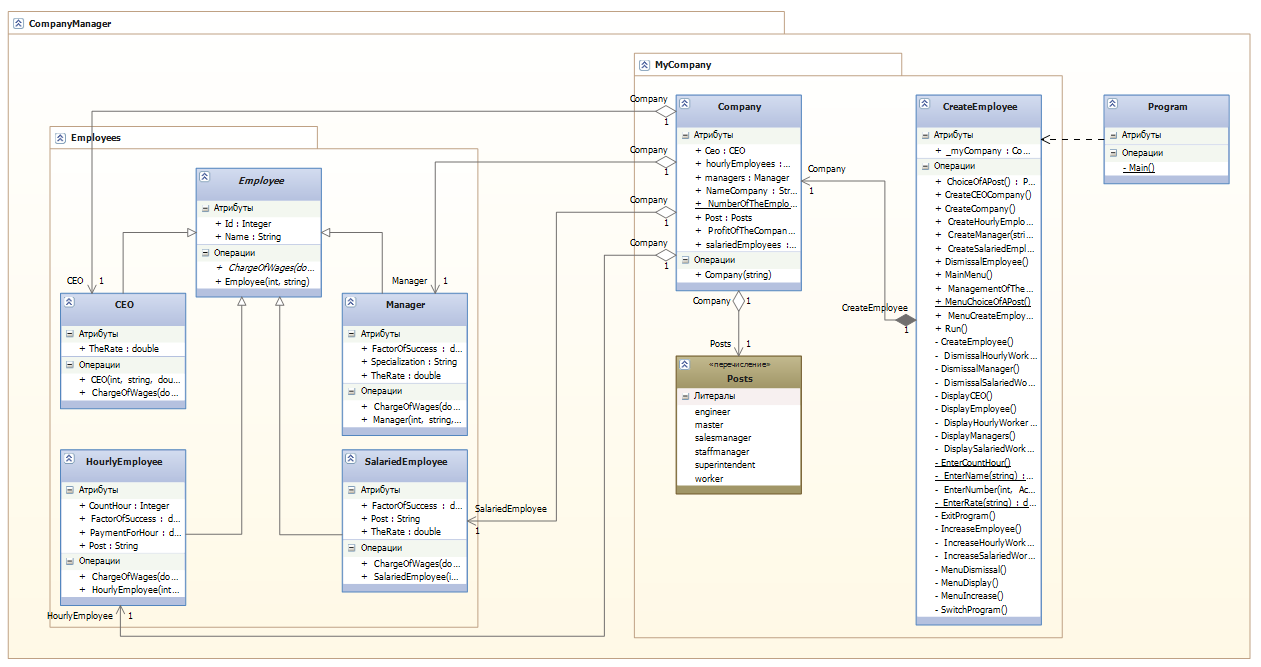 CompanyManager
MyCompany
Employees
Employee
Атрибуты
+ Id : Integer
+ Name : String
Операции
+ ChargeOfWages(do...
+ Employee(int, string)
CEO
1
CEO
Атрибуты
+ TheRate : double
Операции
+ CEO(int, string, dou...
+ ChargeOfWages(do...
Manager
1
Manager
Атрибуты
+ FactorOfSuccess : d...
+ Specialization : String
+ TheRate : double
Операции
+ ChargeOfWages(do...
+ Manager(int, string,...
HourlyEmployee
Атрибуты
+ CountHour : Integer
+ FactorOfSuccess : d...
+ PaymentForHour : d...
+ Post : String
Операции
+ ChargeOfWages(do...
+ HourlyEmployee(int...
HourlyEmployee
1
SalariedEmployee
Атрибуты
+ FactorOfSuccess : d...
+ Post : String
+ TheRate : double
Операции
+ ChargeOfWages(do...
+ SalariedEmployee(i...
SalariedEmployee
1
Company
1
Company
1
Company
1
Company
1
Company
Атрибуты
+ Ceo : CEO
+ hourlyEmployees :...
+ managers : Manager
+ NameCompany : Str...
+ NumberOfTheEmplo...
+ Post : Posts
+ ProfitOfTheCompan...
+ salariedEmployees :...
Операции
+ Company(string)
Company
1
Company
1
Posts
1
«перечисление»
Posts
Литералы
engineer
master
salesmanager
staffmanager
superintendent
worker
CreateEmployee
1
CreateEmployee
Атрибуты
+ _myCompany : Co...
Операции
+ ChoiceOfAPost() : P...
+ CreateCEOCompany()
+ CreateCompany()
+ CreateHourlyEmplo...
+ CreateManager(stri...
+ CreateSalariedEmpl...
+ DismissalEmployee()
+ MainMenu()
+ ManagementOfThe...
+ MenuChoiceOfAPost()
+ MenuCreateEmploy...
+ Run()
- CreateEmployee()
- DismissalHourlyWork...
- DismissalManager()
- DismissalSalariedWo...
- DisplayCEO()
- DisplayEmployee()
- DisplayHourlyWorker...
- DisplayManagers()
- DisplaySalariedWork...
- EnterCountHour()
- EnterName(string) :...
- EnterNumber(int, Ac...
- EnterRate(string) : d...
- ExitProgram()
- IncreaseEmployee()
- IncreaseHourlyWork...
- IncreaseSalariedWor...
- MenuDismissal()
- MenuDisplay()
- MenuIncrease()
- SwitchProgram()
Program
Атрибуты
Операции
- Main()